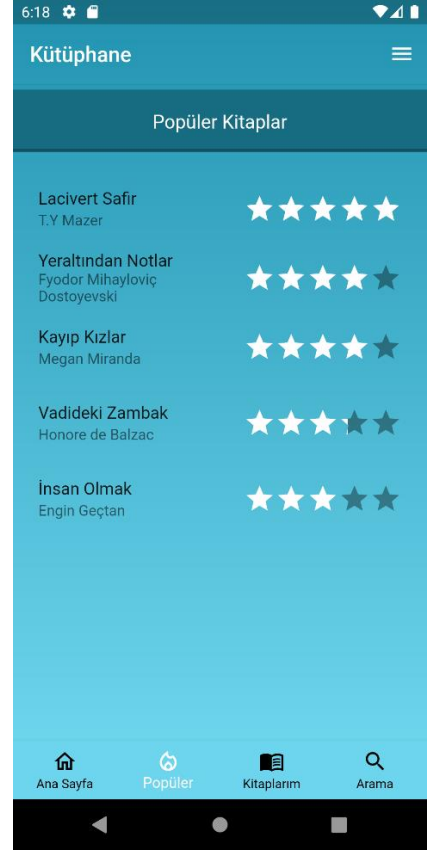 6:18
Kütüphane
Popüler Kitaplar
Lacivert Safir
T.Y Mazer
Yeraltından Notlar
Fyodor Mihayloviç
Dostoyevski
Kayıp Kızlar
Megan Miranda
Vadideki Zambak
Honore de Balzac
İnsan Olmak
Engin Geçtan
Ana Sayfa
Popüler
Kitaplarım
Arama